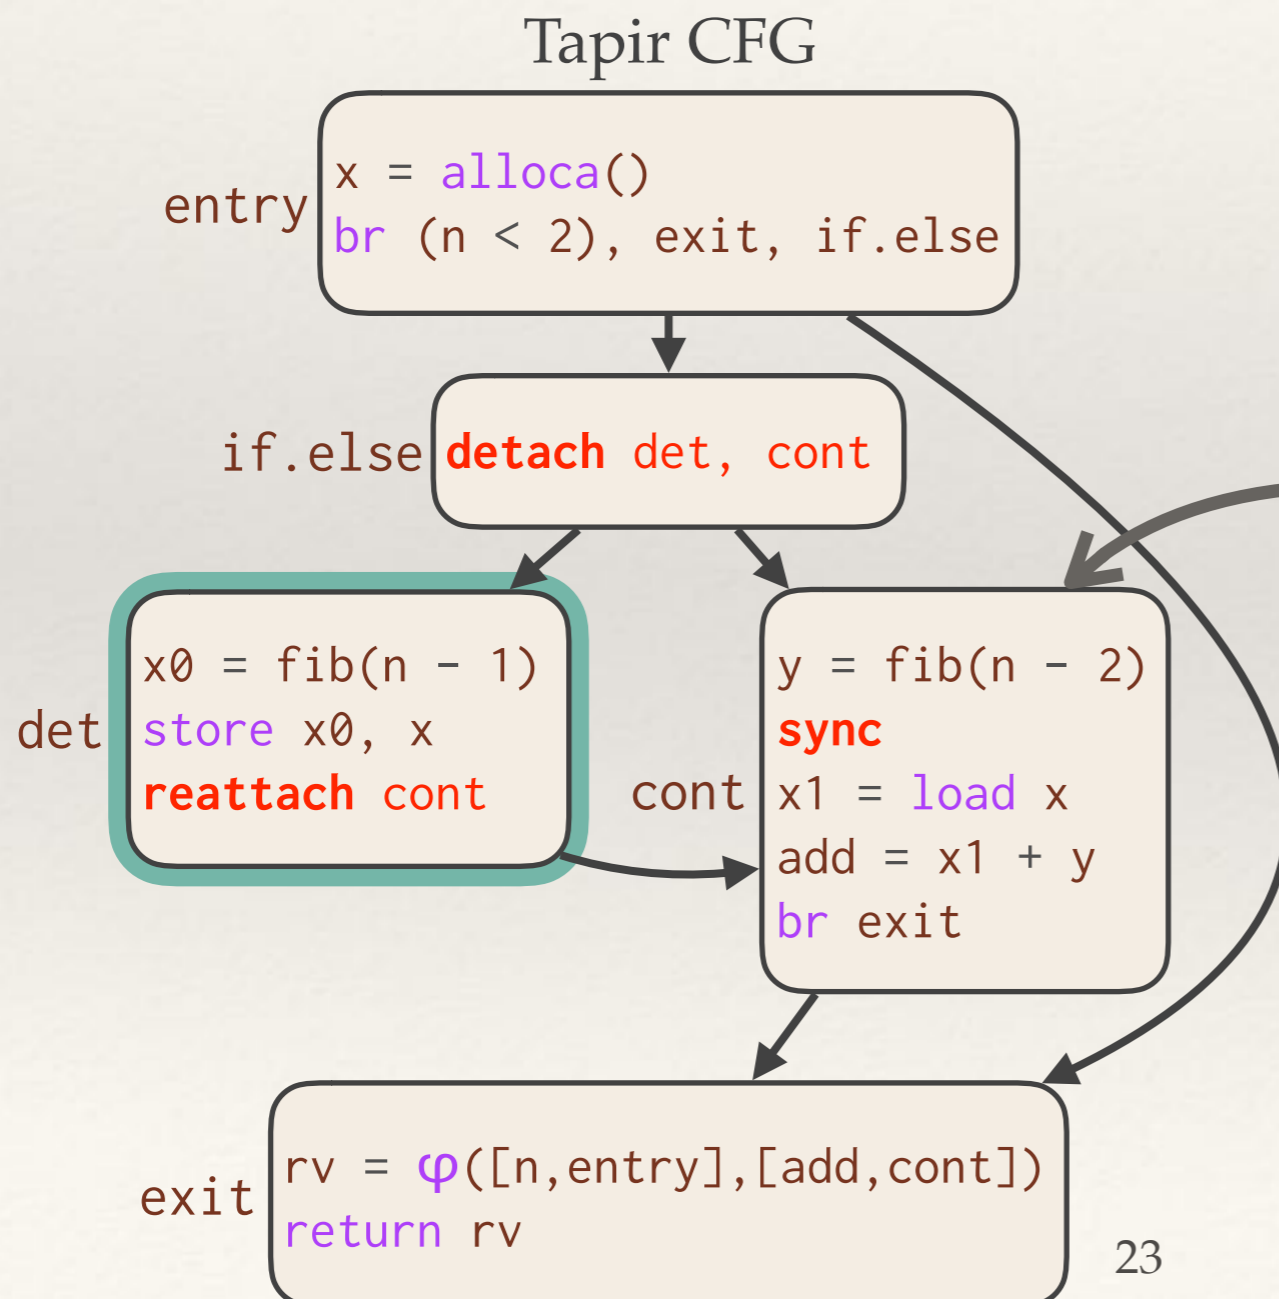 Tapir CFG
entry
x = alloca()
br (n < 2), exit, if.else
if.else
detach det, cont
det
x0 = fib(n - 1)
store x0, x
reattach cont
cont
y = fib(n - 2)
sync
x1 = load x
add = x1 + y
br exit
exit
rv = φ([n,entry],[add,cont])
return rv
23